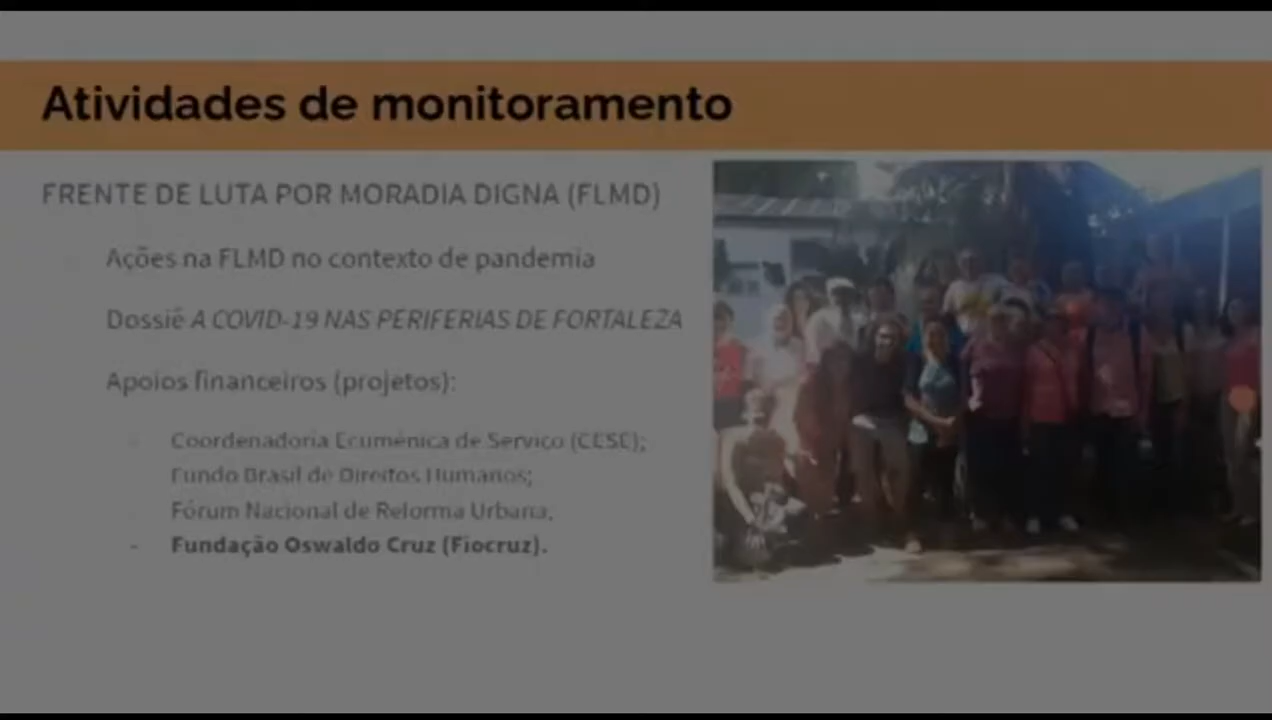 Atividades de monitoramento
FRENTE DE LUTA POR MORADIA DIGNA (FLMD)
Ações na FLMD no contexto de pandemia
Dossiê A COVID-19 NAS PERIFERIAS DE FORTALEZA
Apoios financeiros (projetos):
- Coordenadoria Ecumênica de Serviço (CESE);
Fundo Brasil de Direitos Humanos;
Fórum Nacional de Reforma Urbana;
- Fundação Oswaldo Cruz (Fiocruz).